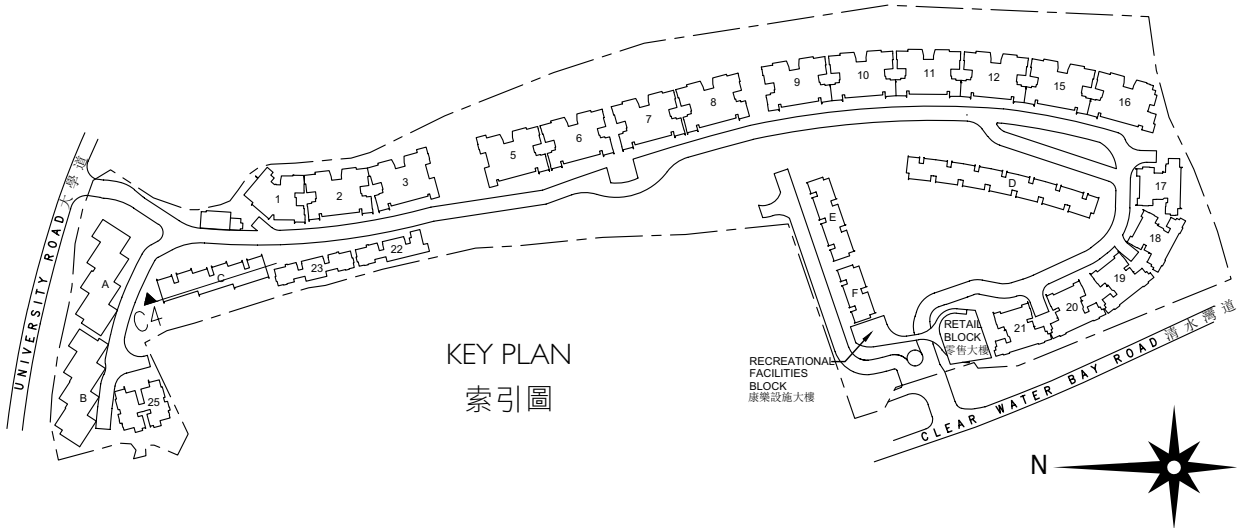 9
10
11
12
15
16
8
7
6
5
3
2
1
17
18
19
20
21
D
E
F
22
23
C
C4
A
B
25
UNIVERSITY ROAD 大學道
KEY PLAN
索引圖
RETAIL
BLOCK
零售大樓
RECREATIONAL
FACILITIES
BLOCK
康樂設施大樓
CLEAR WATER BAY ROAD 清水灣道
N